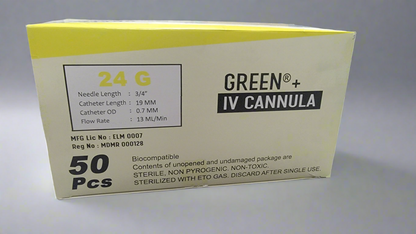 24 G
Needle Length : 3/4"
Catheter Length : 19 MM
Catheter OD : 0.7 MM
Flow Rate : 13 ML/Min
MFG Lic No : ELM 0007
Reg No : MDMR 000128
50
Pcs
GREEN®+
IV CANNULA
Biocompatible
Contents of unopened and undamaged package are
STERILE, NON PYROGENIC. NON-TOXIC,
STERILIZED WITH ETO GAS. DISCARD AFTER SINGLE USE.